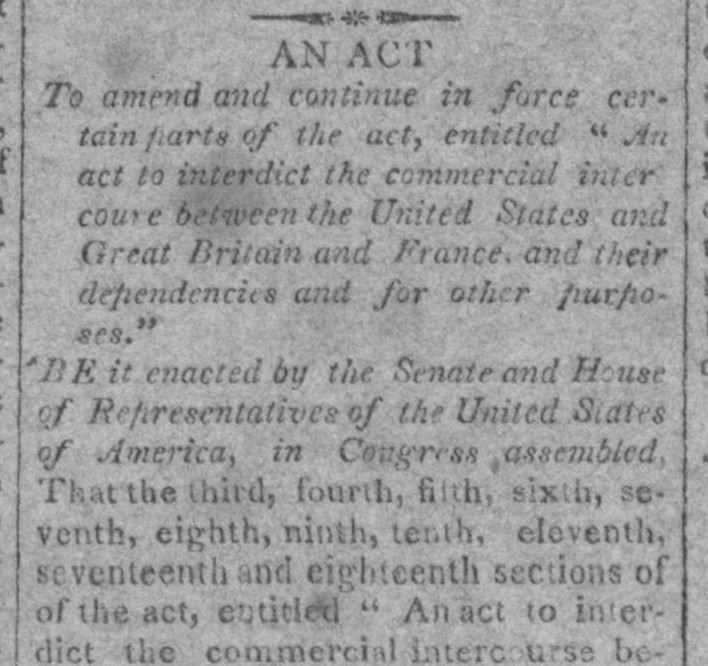 AN ACT
To amend and continue in force cer-
tain parts of the act, entitled “ An
act to interdict the commercial inter
course between the United States and
Great Britain and France, and their
dependencies and for other purpo-
ses.”
BE it enacted by the Senate and House
of Representatives of the United States
of America, in Congress assembled,
That the third, fourth, fifth, sixth, se-
venth, eighth, ninth, tenth, eleventh,
seventeenth and eighteenth sections of
of the act, entitled “ An act to inter-
dict the commercial intercourse be-